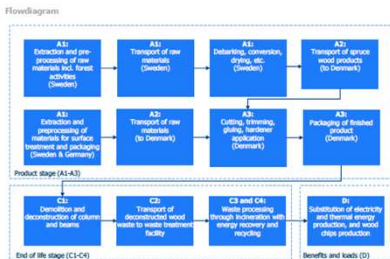 Flowdiagram
A1:
Extraction and pre-
processing of raw
materials incl. forest
activities
(Sweden)
A1:
Transport of raw
materials
(Sweden)
A1:
Debarking, conversion,
drying, etc.
(Sweden)
A2:
Transport of spruce
wood products
(to Denmark)
A1:
Extraction and
preprocessing of
materials for surface
treatment and packaging
(Sweden & Germany)
A2:
Transport of raw
materials
(to Denmark)
A3:
Cutting, trimming,
gluing, hardener
application
(Denmark)
A3:
Packaging of finished
product
(Denmark)
Product stage (A1-A3)
C1:
Demolition and
deconstruction of column
and beams
C2:
Transport of
deconstructed wood
waste to waste treatment
facility
C3 and C4:
Waste processing
through incineration with
energy recovery and
recycling
D:
Substitution of electricity
and thermal energy
production, and wood
chips production
End of life stage (C1-C4)
Benefits and loads (D)